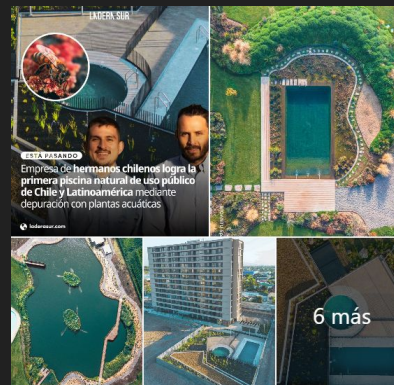 LADERA SUR
ESTÁ PASANDO
Empresa de hermanos chilenos logra la
primera piscina natural de uso público
de Chile y Latinoamérica mediante
depuración con plantas acuáticas
laderasur.com
6 más